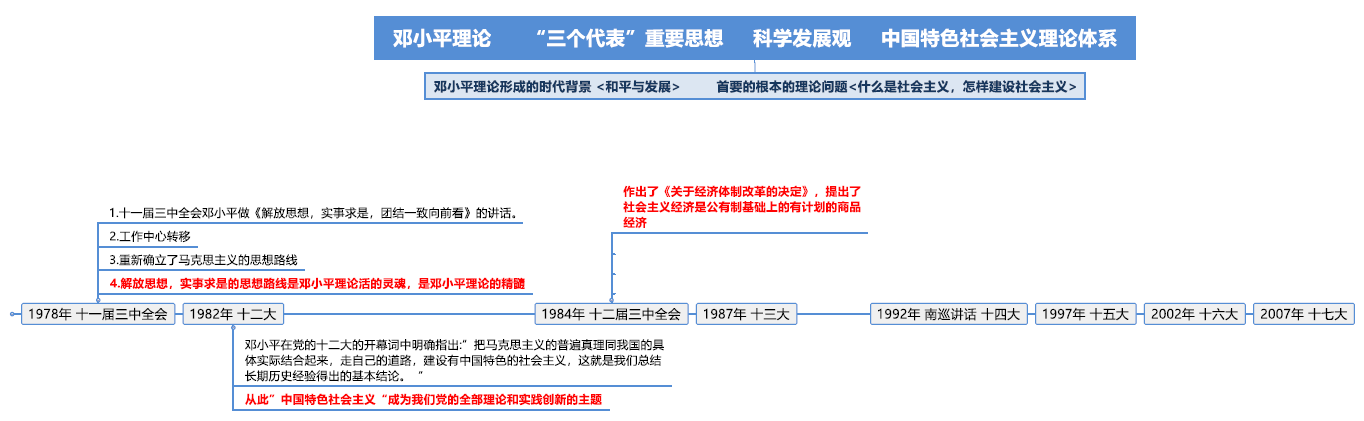 邓小平理论 “三个代表”重要思想 科学发展观 中国特色社会主义理论体系
邓小平理论形成的时代背景 <和平与发展> 首要的根本的理论问题<什么是社会主义，怎样建设社会主义>
作出了《关于经济体制改革的决定》，提出了
社会主义经济是公有制基础上的有计划的商品
经济
1.十一届三中全会邓小平做《解放思想，实事求是，团结一致向前看》的讲话。
2.工作中心转移
3.重新确立了马克思主义的思想路线
4.解放思想，实事求是的思想路线是邓小平理论活的灵魂，是邓小平理论的精髓
1978年 十一届三中全会 1982年 十二大 1984年 十二届三中全会 1987年 十三大 1992年 南巡讲话 十四大 1997年 十五大 2002年 十六大 2007年 十七大
邓小平在党的十二大的开幕词中明确指出:”把马克思主义的普遍真理同我国的具
体实际结合起来，走自己的道路，建设有中国特色的社会主义，这就是我们总结
长期历史经验得出的基本结论。“
从此”中国特色社会主义“成为我们党的全部理论和实践创新的主题